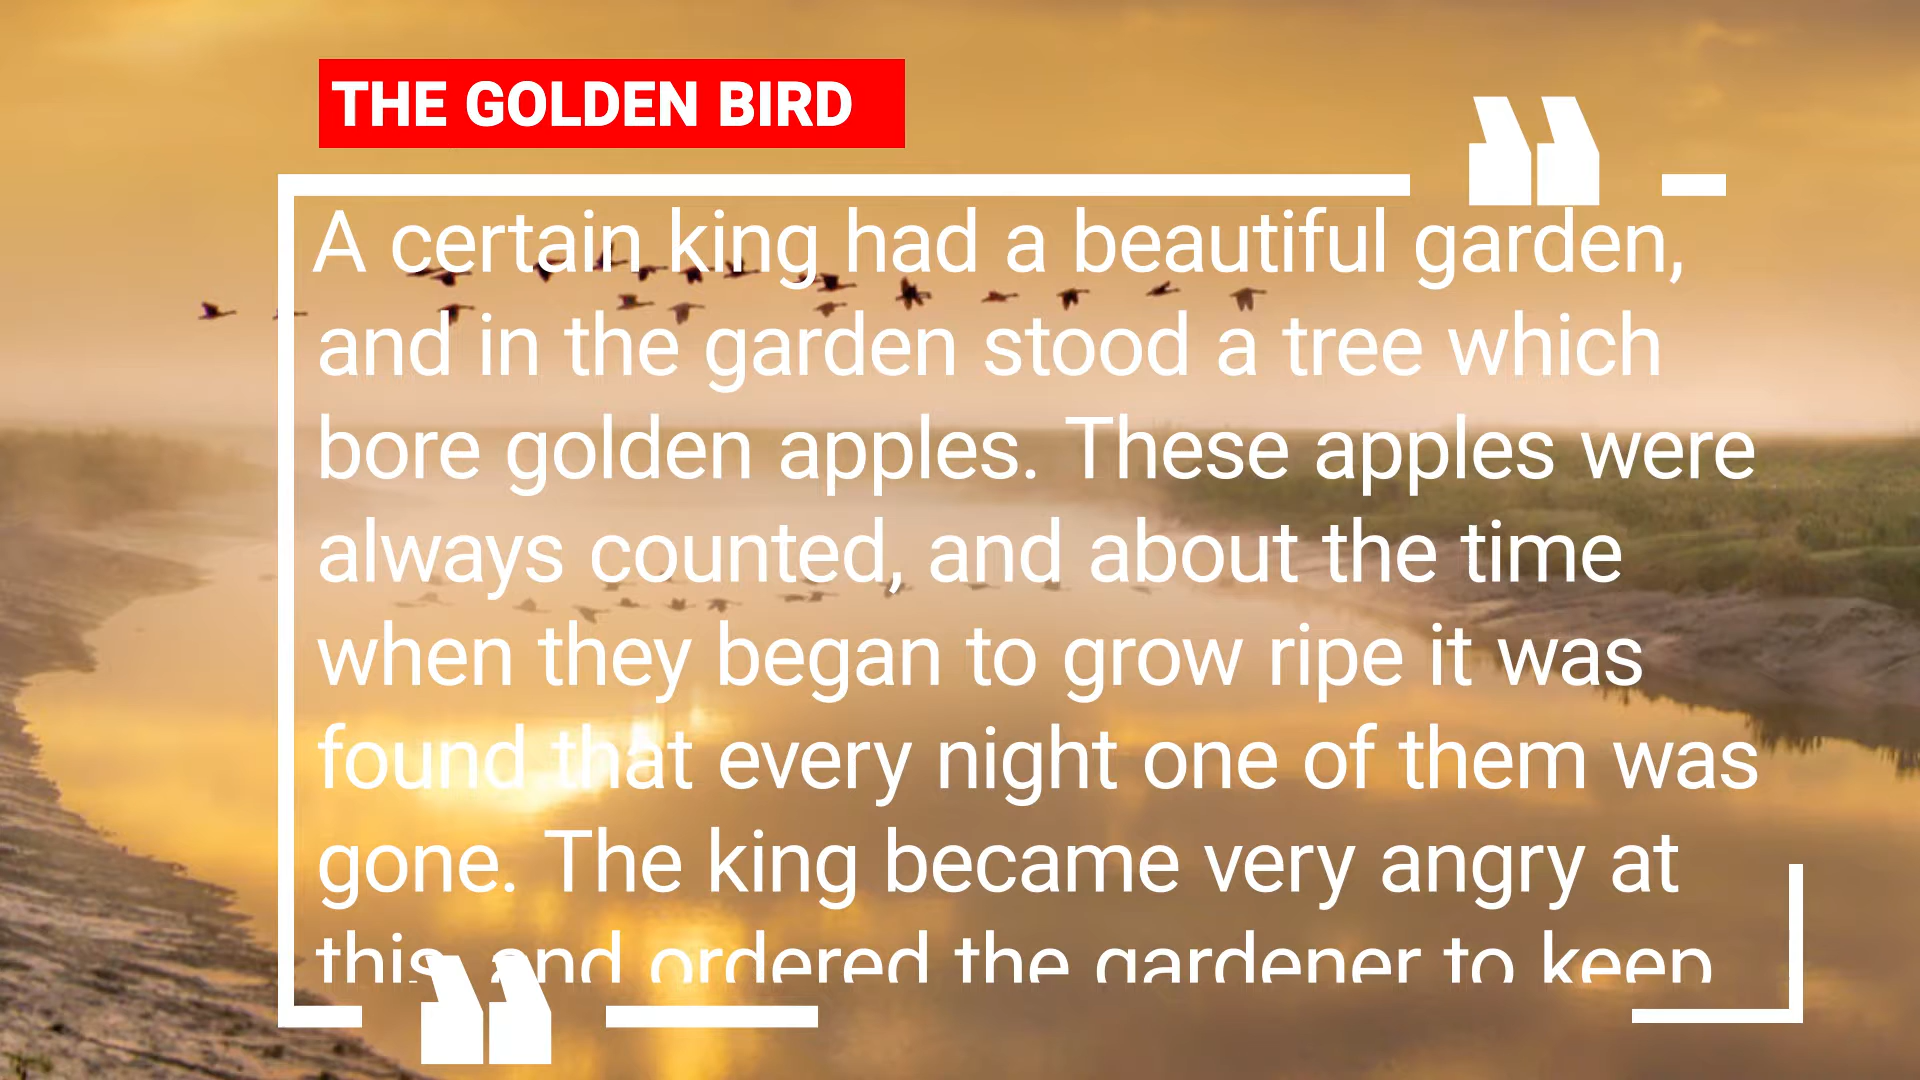 THE GOLDEN BIRD
A certain king had a beautiful garden,
and in the garden stood a tree which
bore golden apples. These apples were
always counted, and about the time
when they began to grow ripe it was
found that every night one of them was
gone. The king became very angry at
this, and ordered the gardener to keep